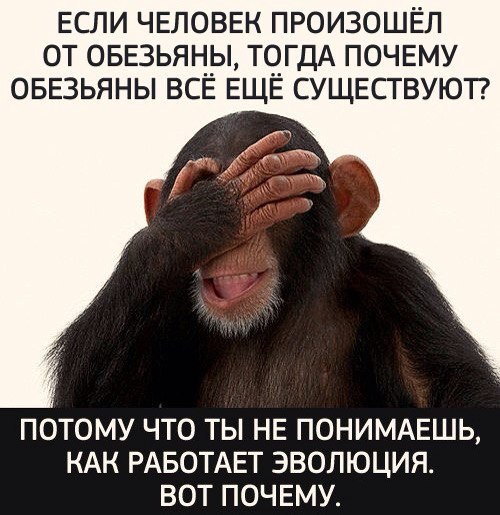 ЕСЛИ ЧЕЛОВЕК ПРОИЗОШЁЛ
ОТ ОБЕЗЬЯНЫ, ТОГДА ПОЧЕМУ
ОБЕЗЬЯНЫ ВСЁ ЕЩЁ СУЩЕСТВУЮТ?
ПОТОМУ ЧТО ТЫ НЕ ПОНИМАЕШЬ,
КАК РАБОТАЕТ ЭВОЛЮЦИЯ.
ВОТ ПОЧЕМУ.